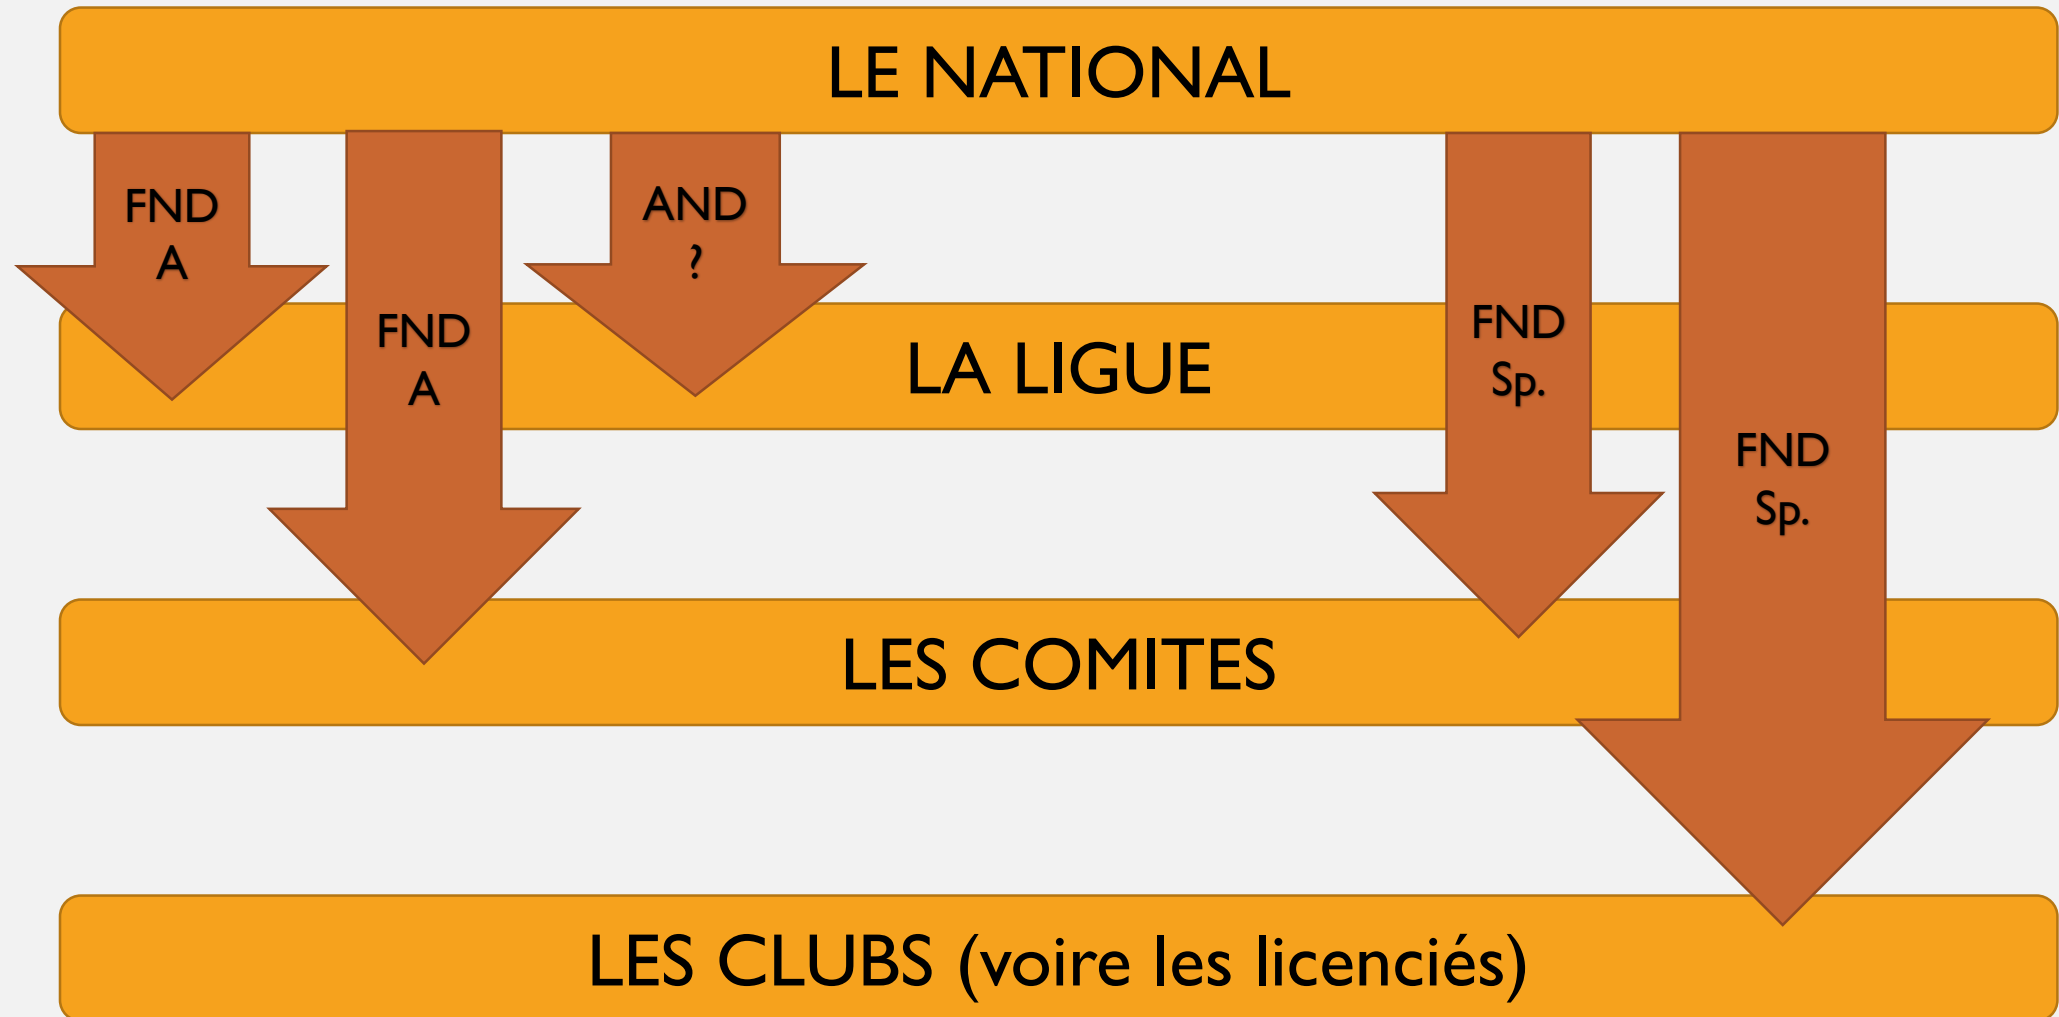 LE NATIONAL
FND
A
AND
?
FND
A
LA LIGUE
FND
Sp.
FND
Sp.
LES COMITES
LES CLUBS (voire les licenciés)